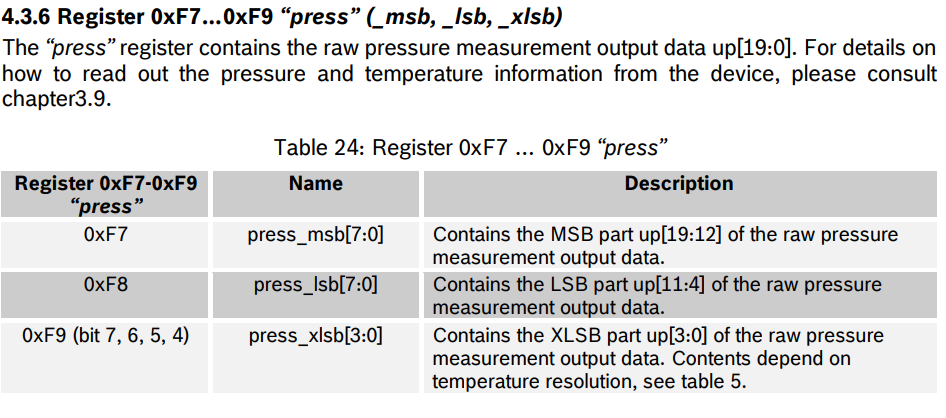 4.3.6 Register 0xF7…0xF9 “press” (_msb, _lsb, _xlsb)
The “press” register contains the raw pressure measurement output data up[19:0]. For details on
how to read out the pressure and temperature information from the device, please consult
chapter3.9.
Table 24: Register 0xF7 … 0xF9 “press”
Register 0xF7-0xF9 Name Description
“press”
0xF7 press_msb[7:0] Contains the MSB part up[19:12] of the raw pressure
measurement output data.
0xF8 press_lsb[7:0] Contains the LSB part up[11:4] of the raw pressure
measurement output data.
0xF9 (bit 7, 6, 5, 4) press_xlsb[3:0] Contains the XLSB part up[3:0] of the raw pressure
measurement output data. Contents depend on
temperature resolution, see table 5.